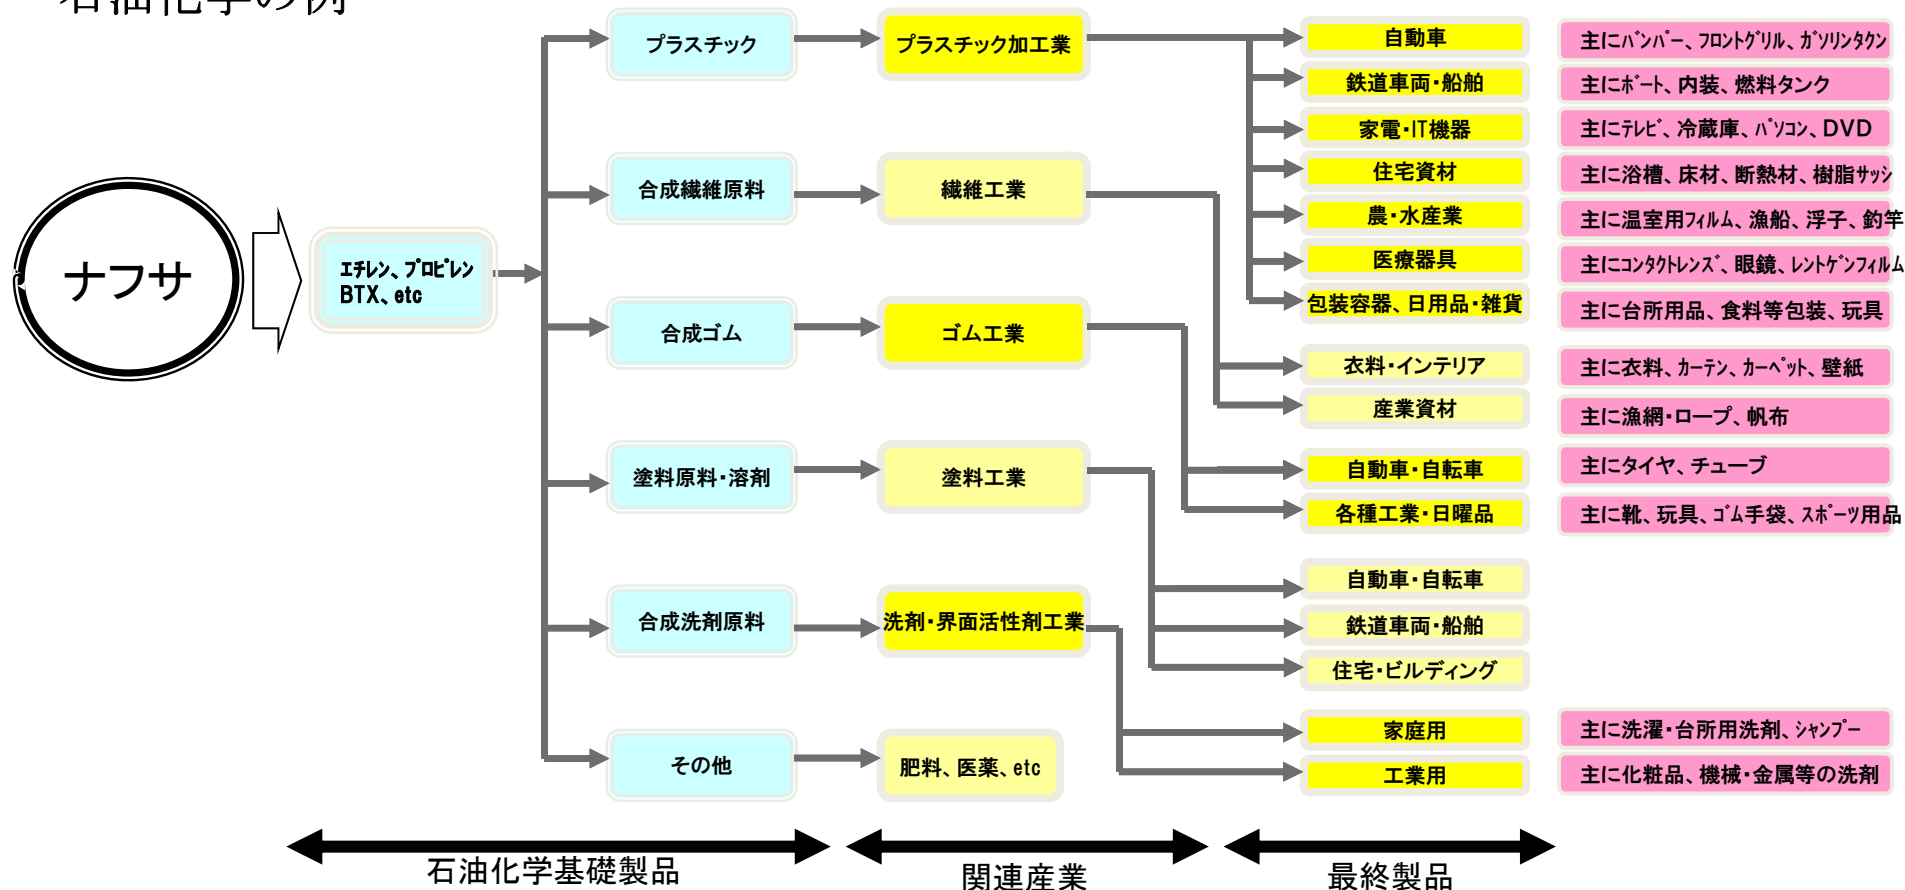 石油化学の例
ナフサ
エチレン、プロピレン
BTX、etc
プラスチック
合成繊維原料
合成ゴム
塗料原料・溶剤
合成洗剤原料
その他
プラスチック加工業
繊維工業
ゴム工業
塗料工業
洗剤・界面活性剤工業
肥料、医薬、etc
自動車
主にバンパー、フロントグリル、ガソリンタクン
鉄道車両・船舶
主にボート、内装、燃料タンク
家電・IT機器
主にテレビ、冷蔵庫、パソコン、DVD
住宅資材
主に浴槽、床材、断熱材、樹脂サッシ
農・水産業
主に温室用フィルム、漁船、浮子、釣竿
医療器具
主にコンタクトレンズ、眼鏡、レントゲンフィルム
包装容器、日用品・雑貨
主に台所用品、食料等包装、玩具
衣料・インテリア
主に衣料、カーテン、カーペット、壁紙
産業資材
主に漁網・ロープ、帆布
自動車・自転車
主にタイヤ、チューブ
各種工業・日曜品
主に靴、玩具、ゴム手袋、スポーツ用品
自動車・自転車
鉄道車両・船舶
住宅・ビルディング
家庭用
主に洗濯・台所用洗剤、シャンプー
工業用
主に化粧品、機械・金属等の洗剤
石油化学基礎製品
関連産業
最終製品